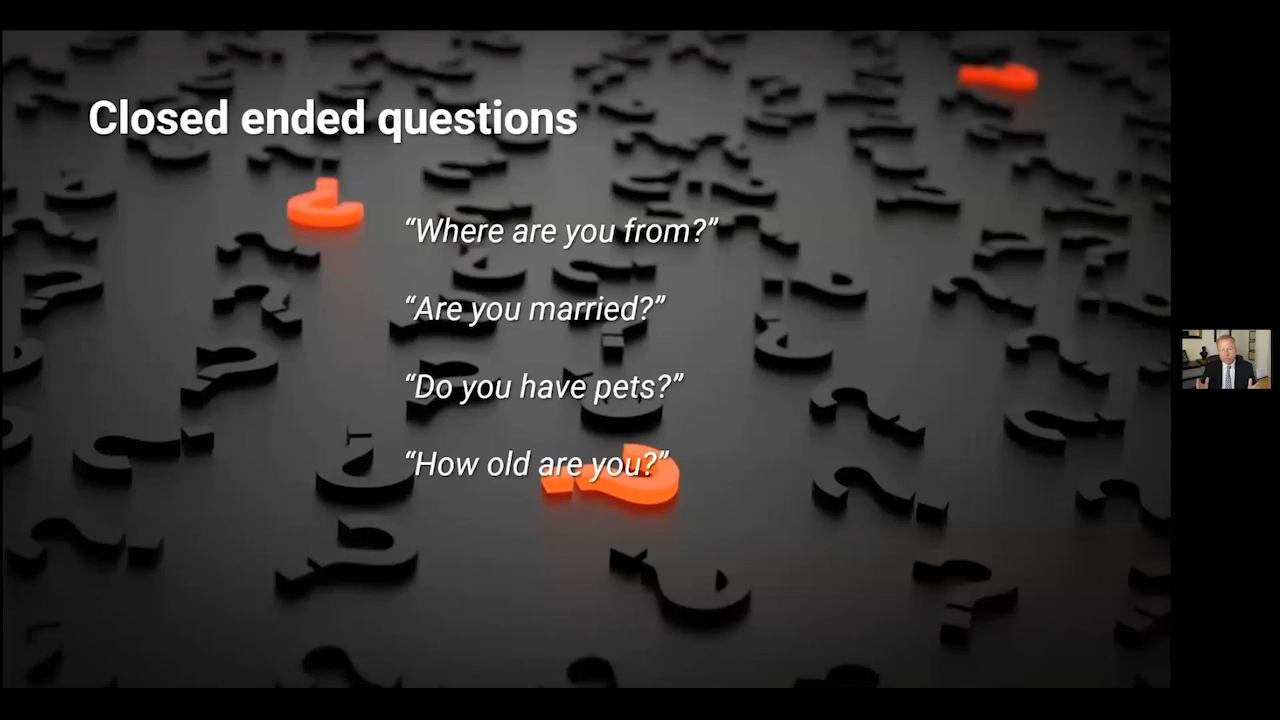 Closed ended questions
“Where are you from?”
“Are you married?”
“Do you have pets?”
“How old are you?”